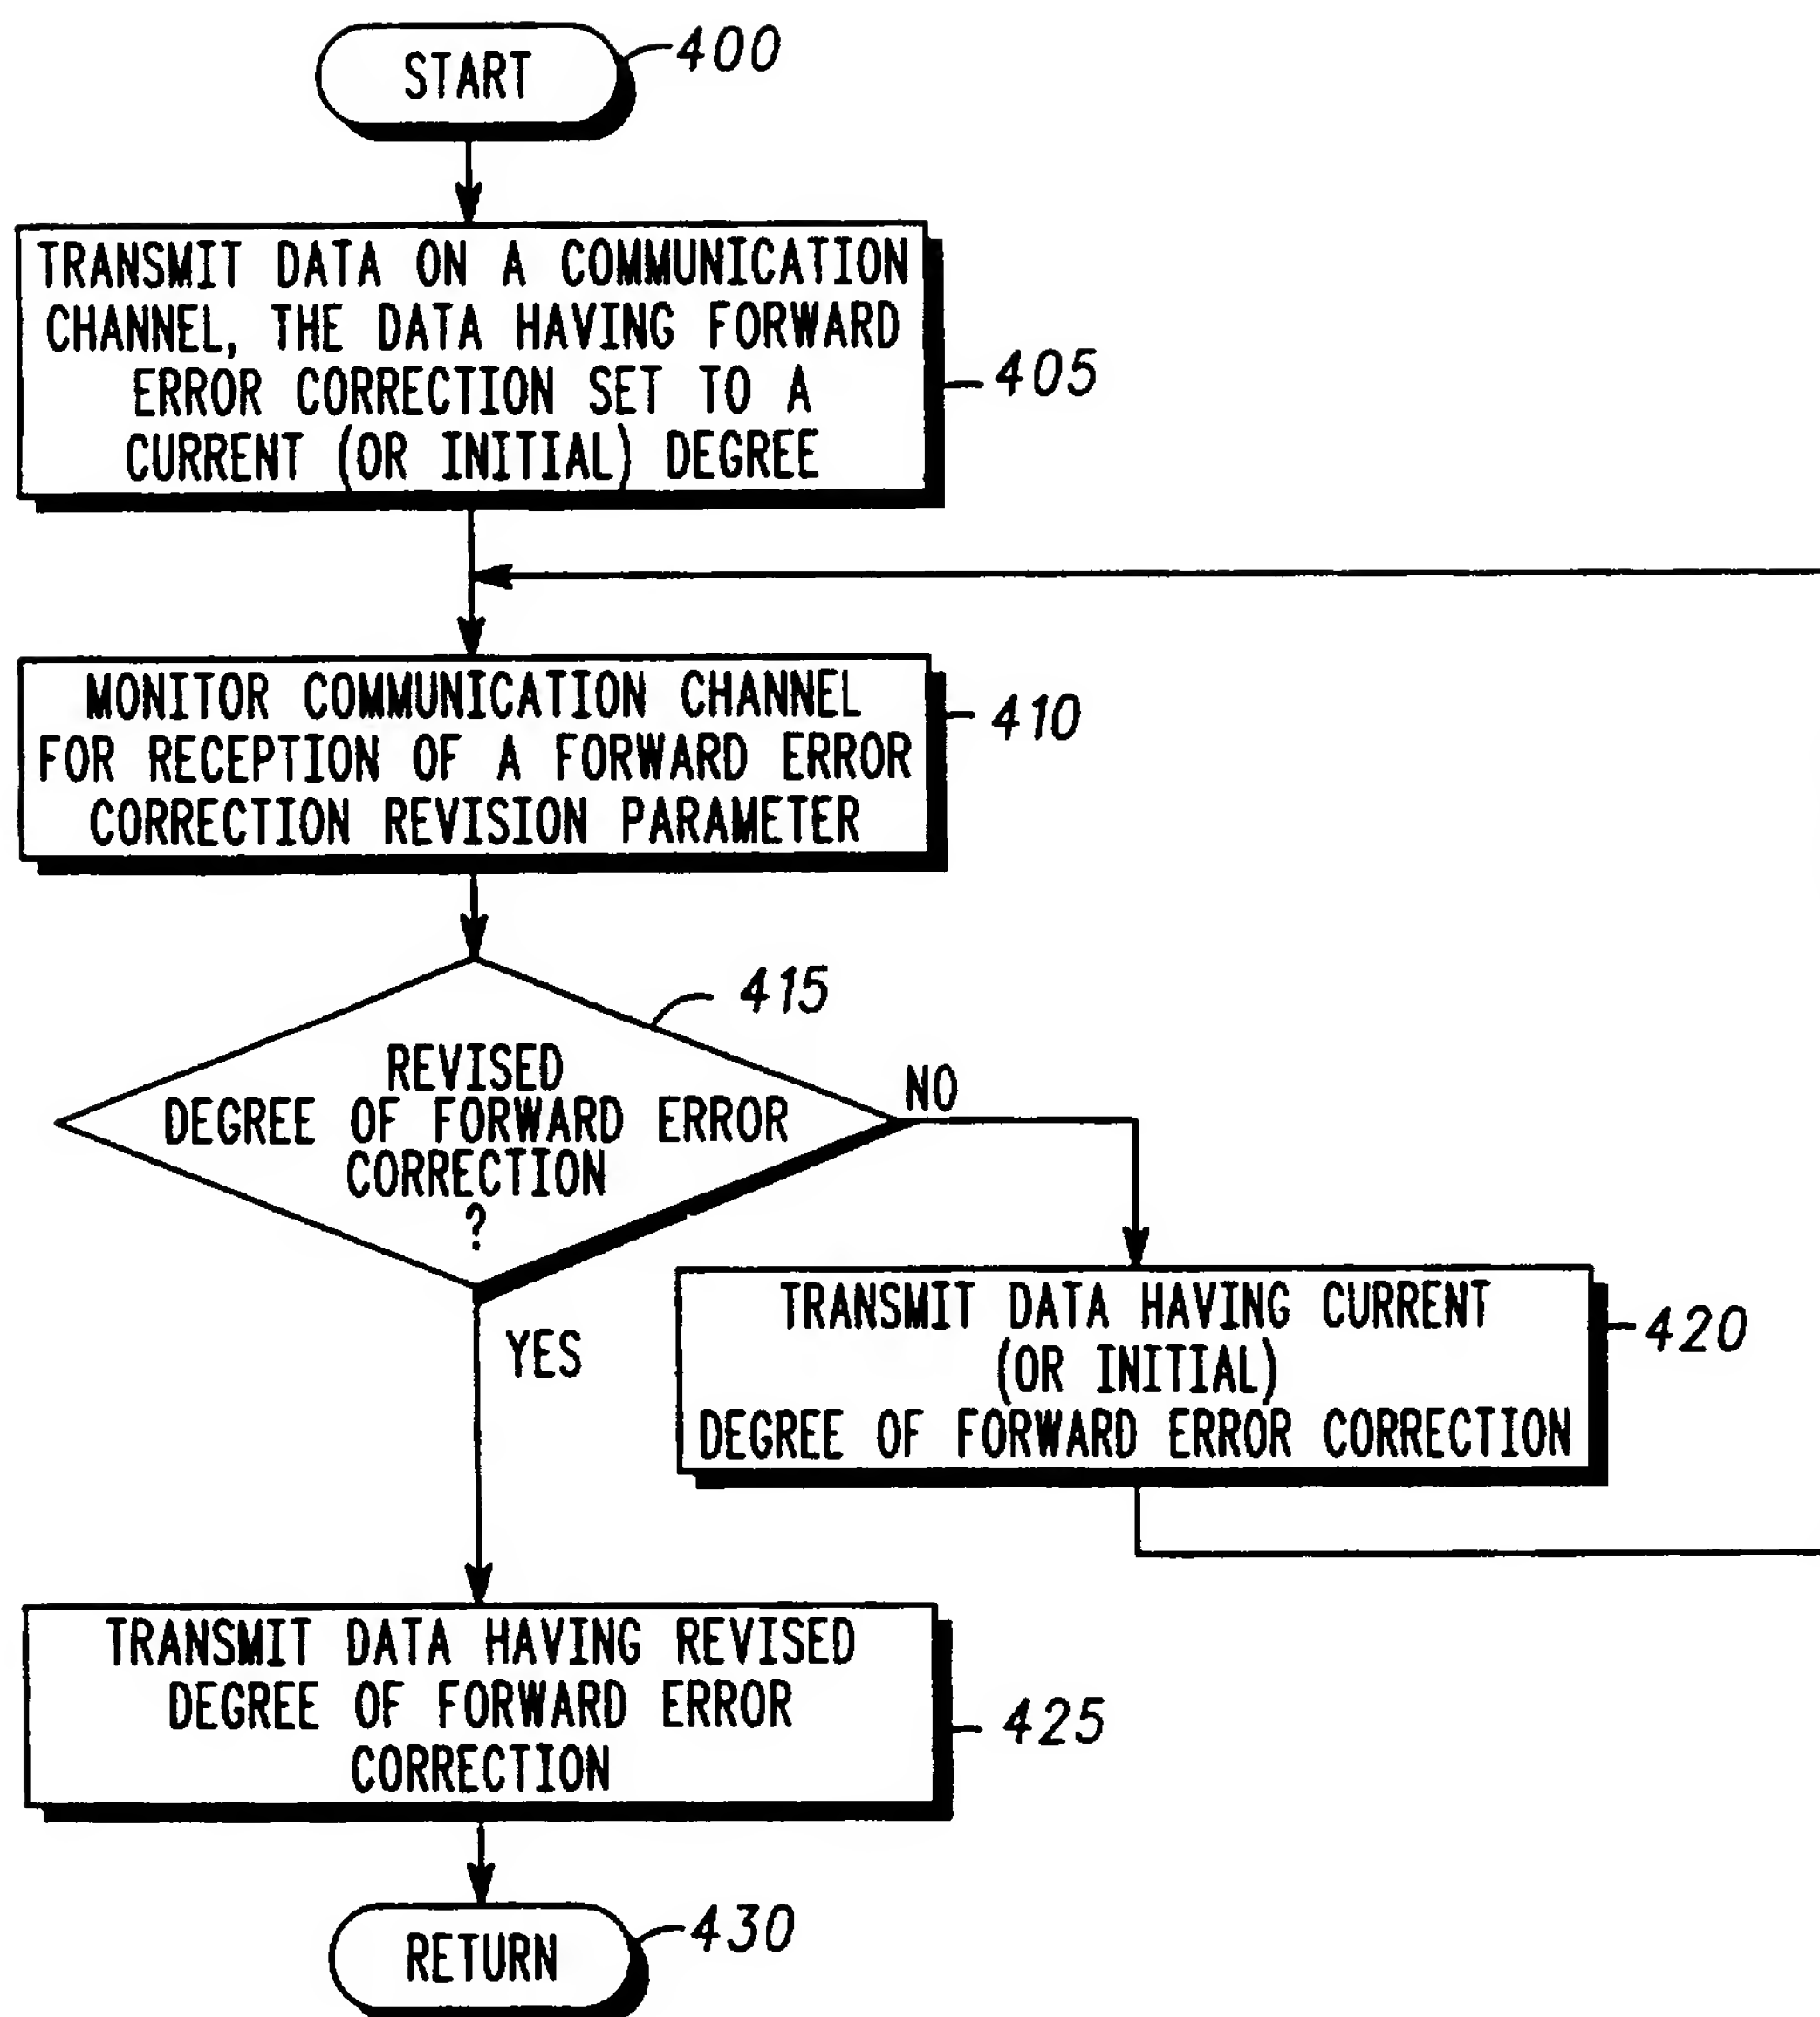 START
400
TRANSMIT DATA ON A COMMUNICATION
CHANNEL, THE DATA HAVING FORWARD
ERROR CORRECTION SET TO A
CURRENT (OR INITIAL) DEGREE
405
MONITOR COMMUNICATION CHANNEL
FOR RECEPTION OF A FORWARD ERROR
CORRECTION REVISION PARAMETER
410
415
REVISED
DEGREE OF FORWARD ERROR
CORRECTION
?
NO
YES
TRANSMIT DATA HAVING CURRENT
(OR INITIAL)
DEGREE OF FORWARD ERROR CORRECTION
420
TRANSMIT DATA HAVING REVISED
DEGREE OF FORWARD ERROR
CORRECTION
425
RETURN
430